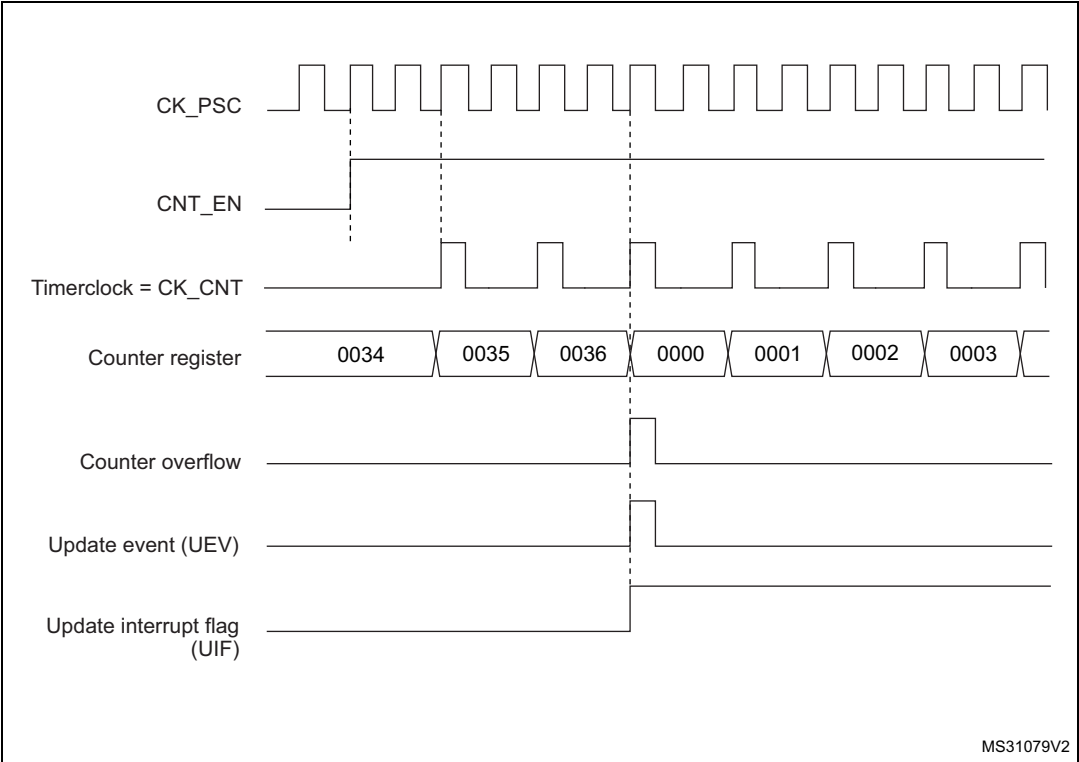 CK_PSC
CNT_EN
Timerclock = CK_CNT
Counter register
0034 0035 0036 0000 0001 0002 0003
Counter overflow
Update event (UEV)
Update interrupt flag
(UIF)
MS31079V2